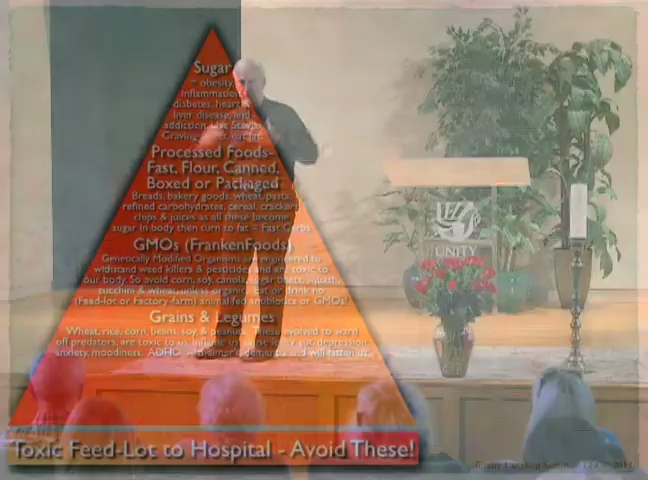 Sugar
- obesity,
Inflammation,
diabetes, heart
liver disease, and
addiction. Use Stevia
Processed Foods-
Fast, Flour, Canned,
Boxed or Packaged
Breads, bakery goods, wheat, pasta,
refined carbohydrates, cereal, crackers
chips & juices as all these become
sugar in body then turn to fat = Fast Carbs
GMOs (FrankenFoods)
Genetically Modified Organisms are engineered to
withstand weed killers & pesticides and are toxic to
our body. So avoid corn, soy, canola, sugar beets, squash,
zucchini & wheat unless organic. Eat or drink no
(Feed-lot or Factory-farm) animal fed antibiotics or GMOs!
Grains & Legumes
Wheat, rice, corn, beans, soy & peanuts. These evolved to ward
off predators, are toxic to us, inflame us, cause
depression,
anxiety, moodiness, ADHD, Alzheimer's dementia and will fatten us.
Toxic Feed-Lot to Hospital - Avoid These!
UNITY
2014